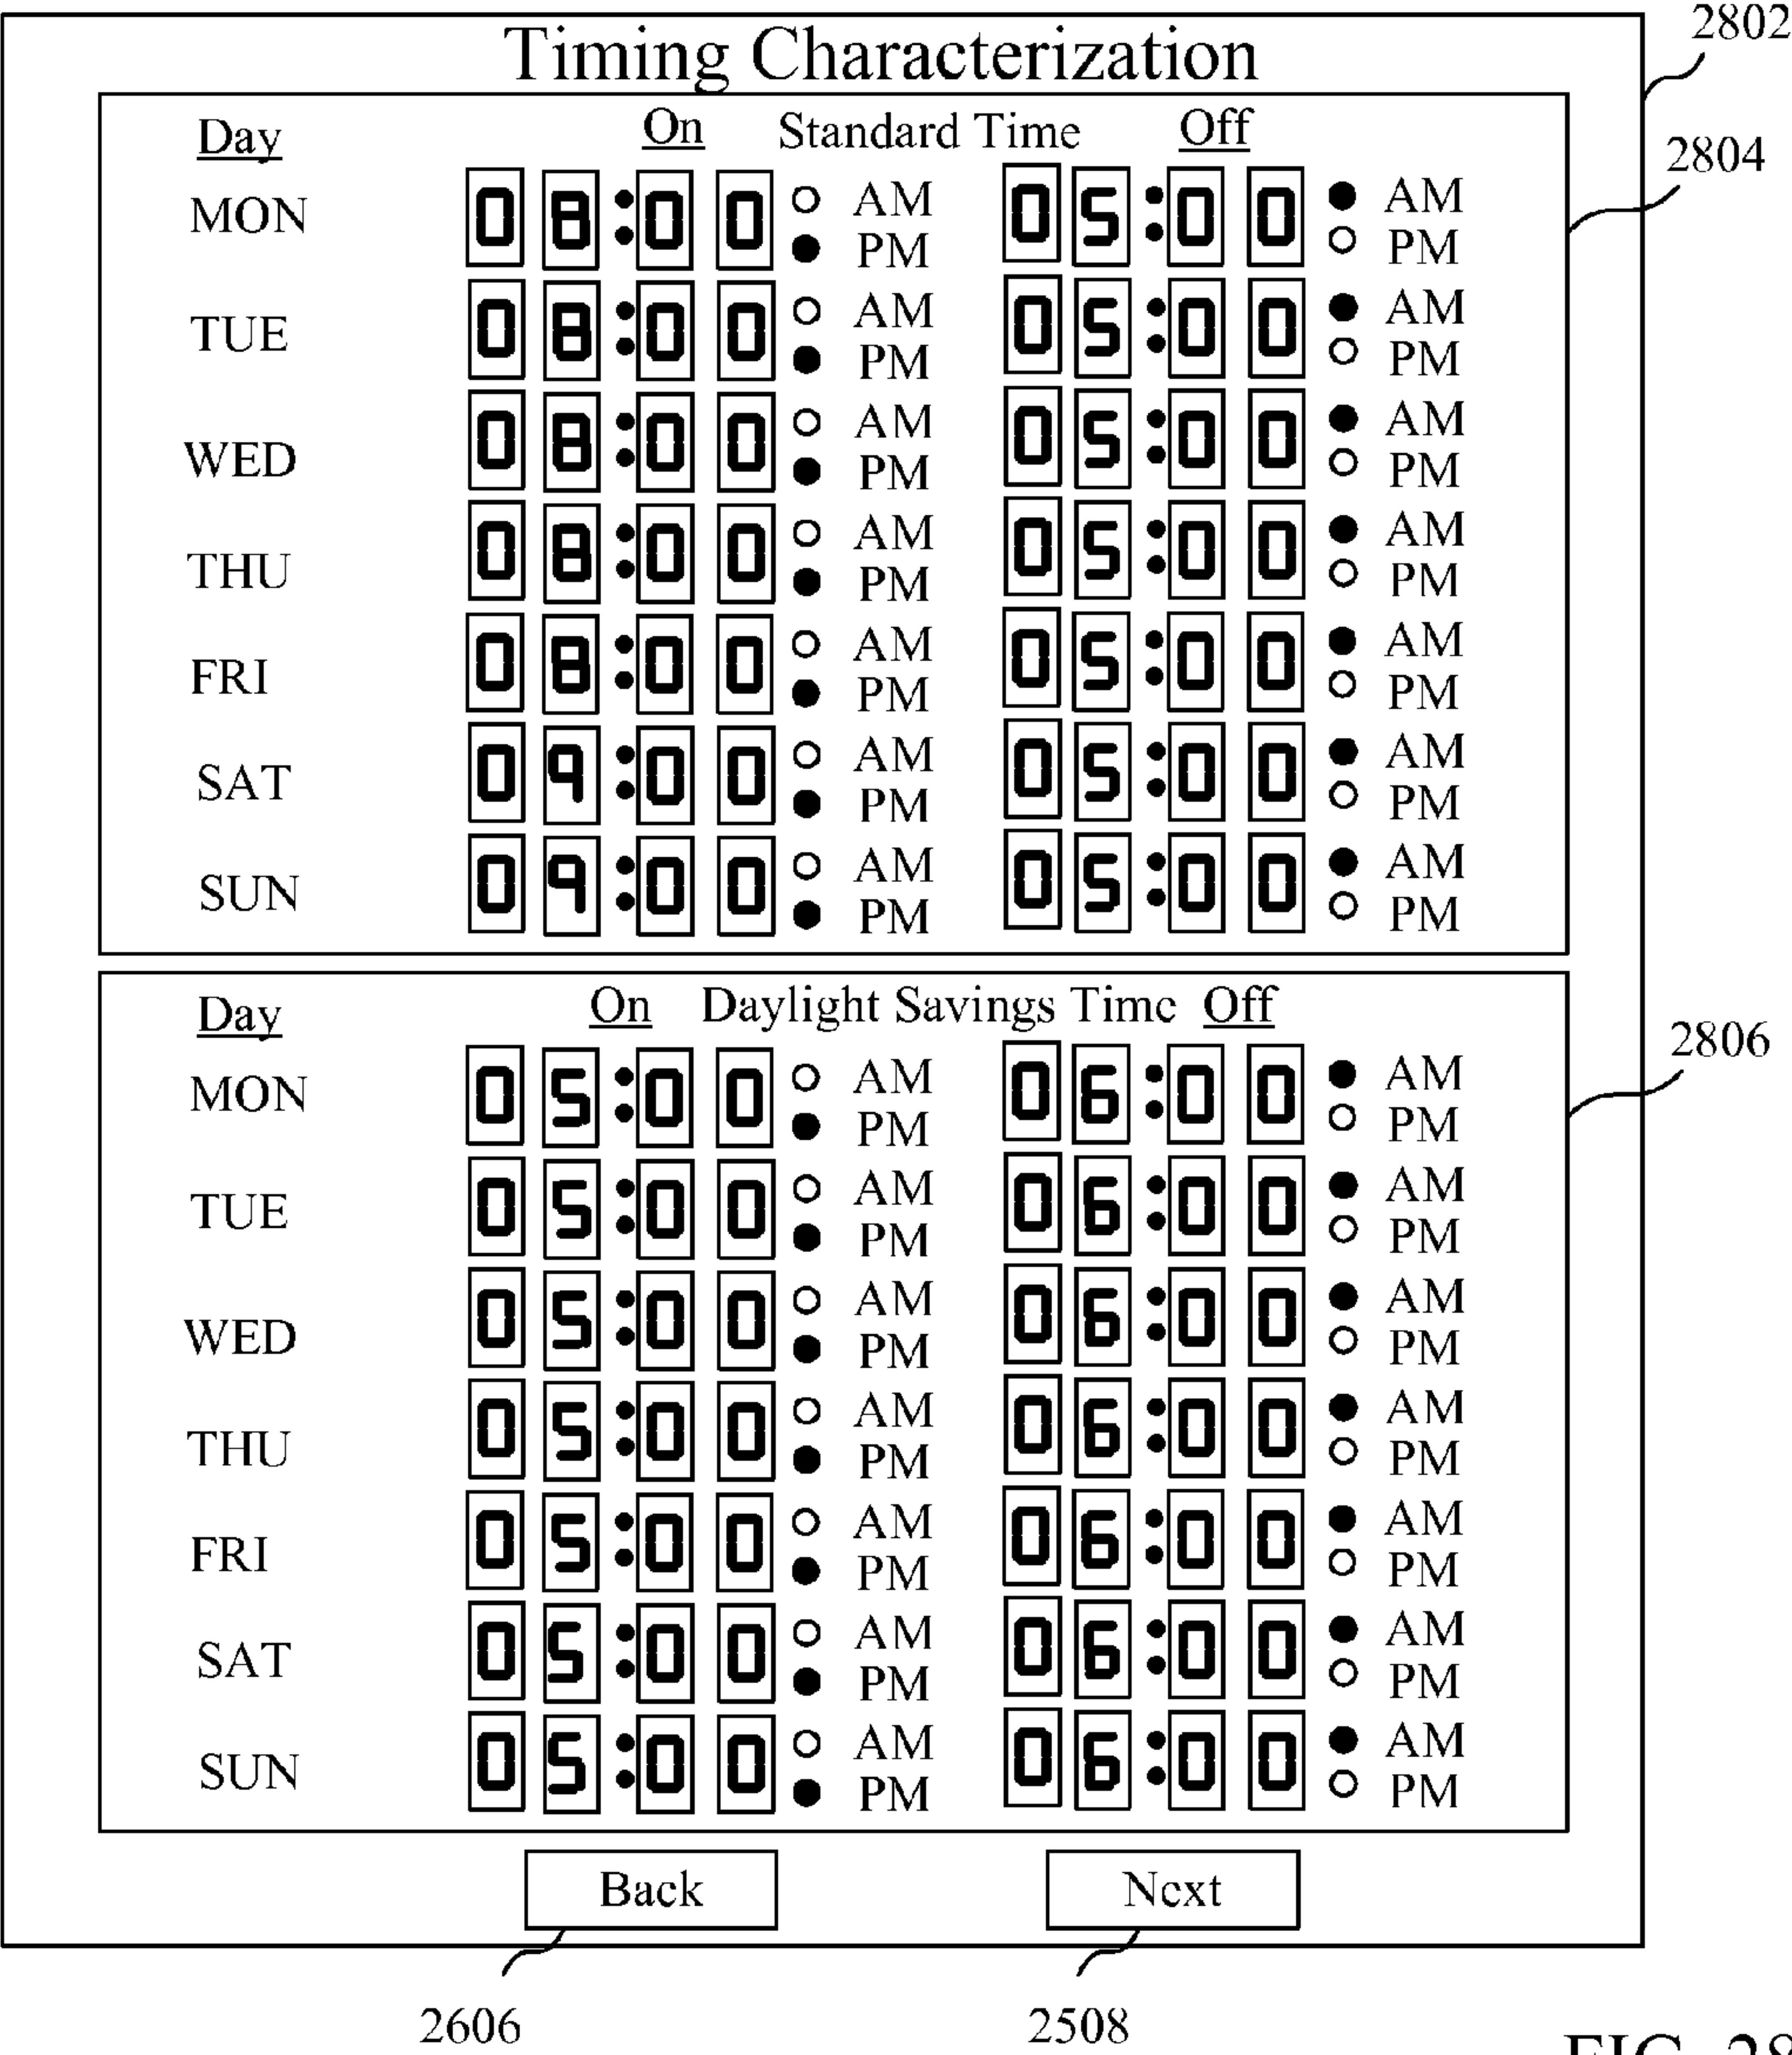 Timing Characterization
2802
Day On Standard Time Off
2804
MON 08:00 AM PM 05:00 AM PM
TUE 08:00 AM PM 05:00 AM PM
WED 08:00 AM PM 05:00 AM PM
THU 08:00 AM PM 05:00 AM PM
FRI 08:00 AM PM 05:00 AM PM
SAT 09:00 AM PM 05:00 AM PM
SUN 09:00 AM PM 05:00 AM PM
Day On Daylight Savings Time Off
2806
MON 05:00 AM PM 06:00 AM PM
TUE 05:00 AM PM 06:00 AM PM
WED 05:00 AM PM 06:00 AM PM
THU 05:00 AM PM 06:00 AM PM
FRI 05:00 AM PM 06:00 AM PM
SAT 05:00 AM PM 06:00 AM PM
SUN 05:00 AM PM 06:00 AM PM
Back Next
2606 2508
FIG. 28